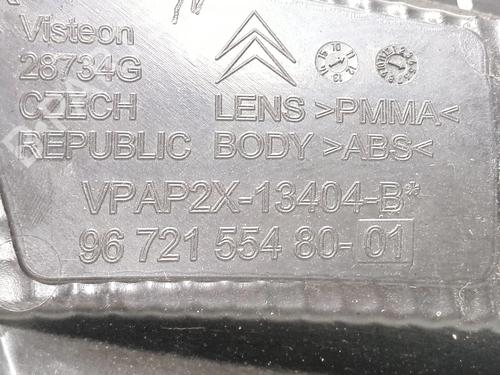 Visteon
28734G
CZECH LENS >PMMA<
REPUBLIC BODY >ABS<
VPAP2X-13404-B*
96 721 554 80-01